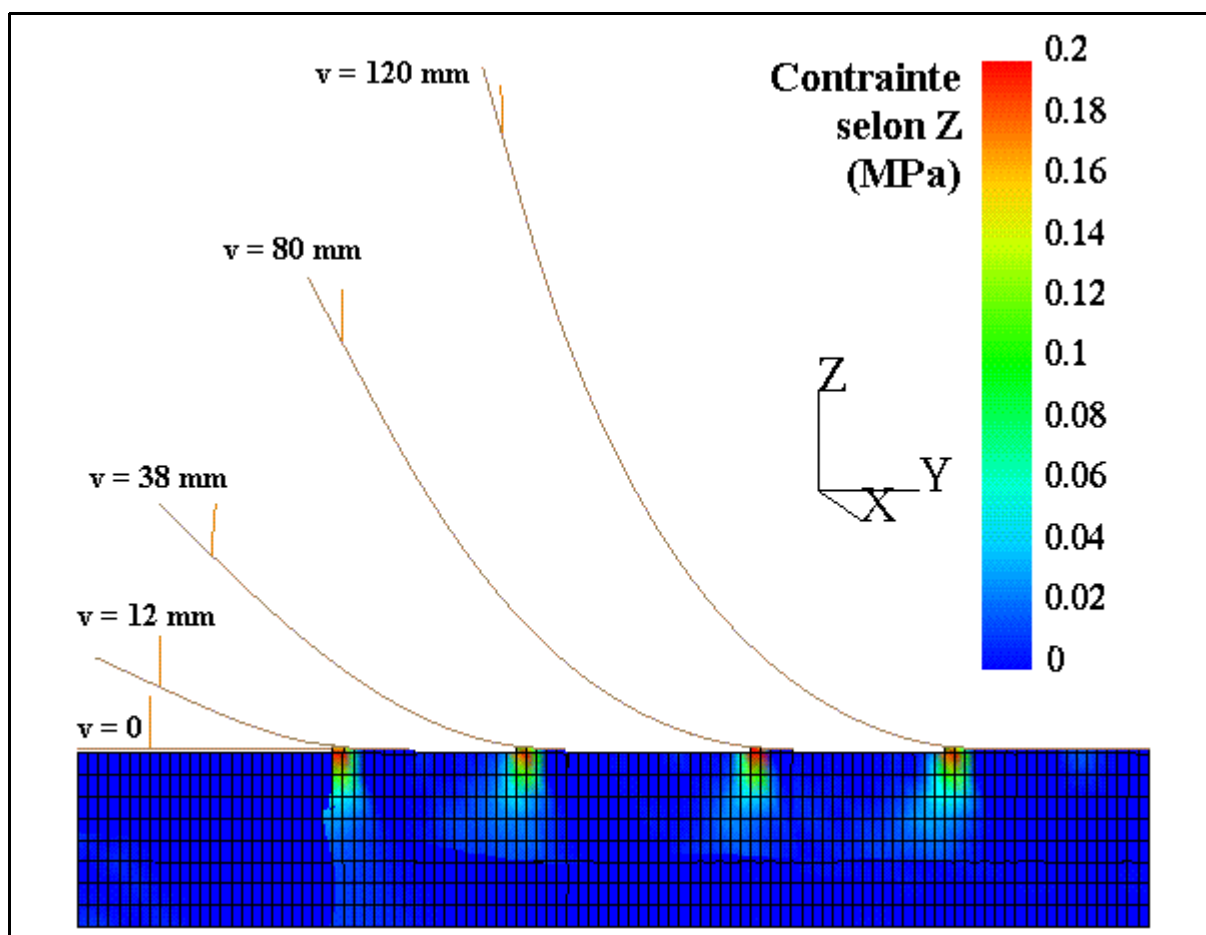 v = 120 mm
Contrainte
selon Z
(MPa)
0.2
0.18
0.16
0.14
0.12
0.1
0.08
0.06
0.04
0.02
0
v = 80 mm
Z
Y
X
v = 38 mm
v = 12 mm
v = 0